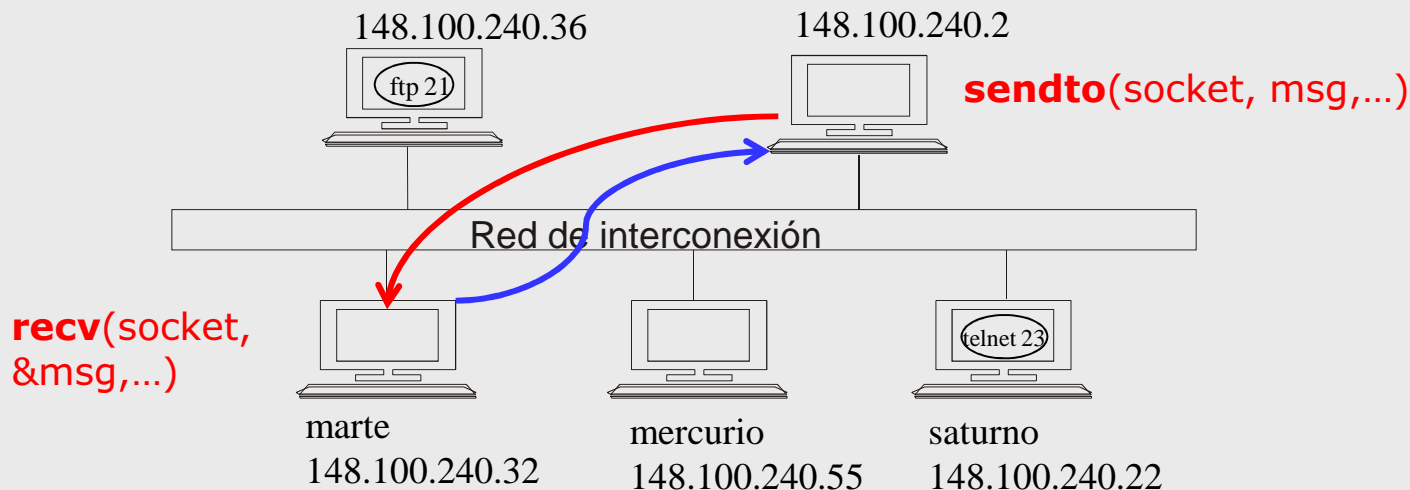 148.100.240.36
148.100.240.2
ftp 21
sendto(socket, msg,…)
Red de interconexión
recv(socket,
&msg,…)
telnet 23
marte
148.100.240.32
mercurio
148.100.240.55
saturno
148.100.240.22